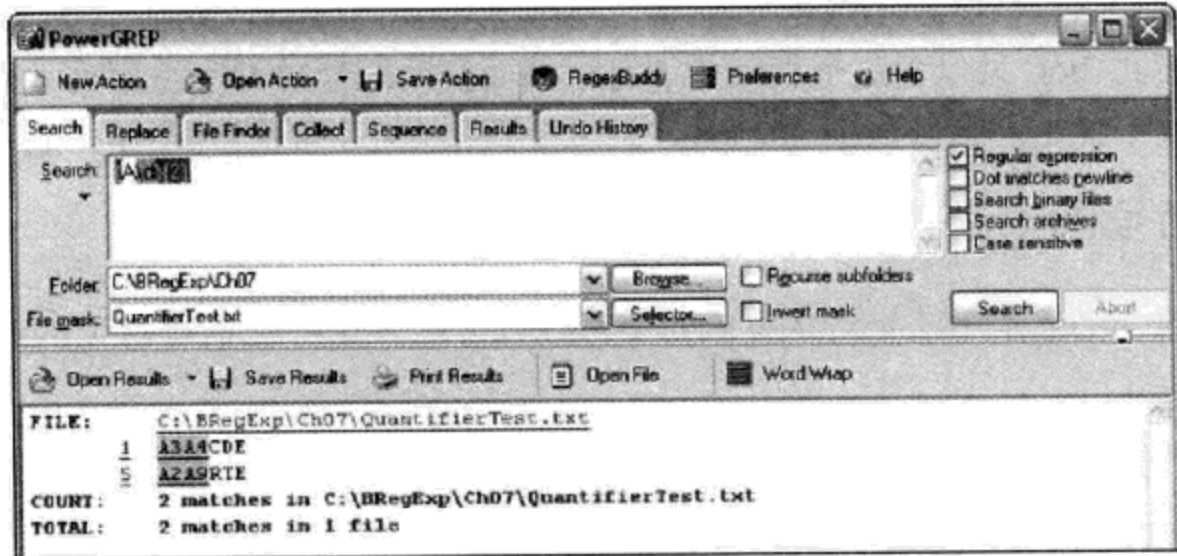 PowerGREP
New Action Open Action Save Action RegexBuddy Preferences Help
Search Replace File Finder Collect Sequence Results Undo History
Search:
Regular expression
Dot matches newline
Search binary files
Search archives
Case sensitive
Folder: C:\BRegExp\Ch07 Browse... Recurse subfolders
File mask: QuantifierTest.txt Selector... Invert mask Search Abort
Open Results Save Results Print Results Open File Word Wrap
FILE: C:\BRegExp\Ch07\QuantifierTest.txt
1 A3A4CDE
5 A2A9RTE
COUNT: 2 matches in C:\BRegExp\Ch07\QuantifierTest.txt
TOTAL: 2 matches in 1 file